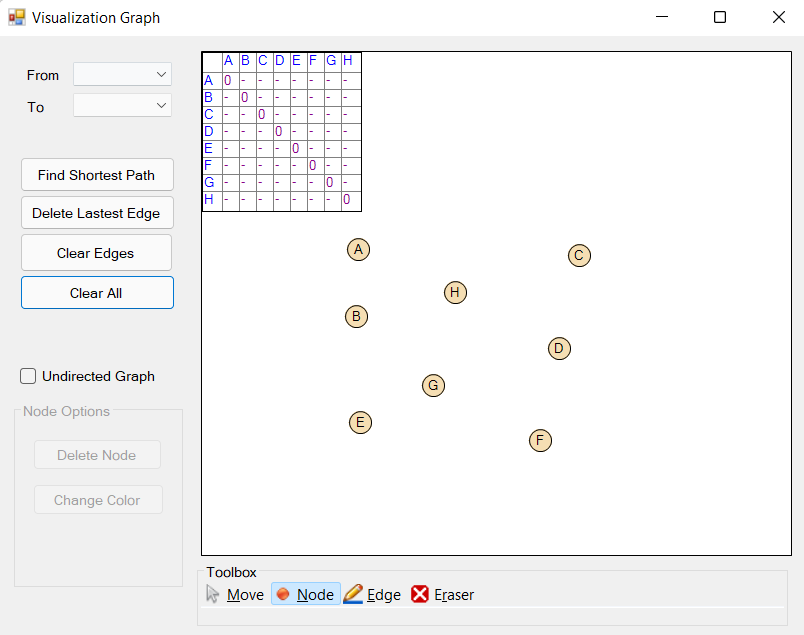 Visualization Graph
From
To
Find Shortest Path
Delete Lastest Edge
Clear Edges
Clear All
Undirected Graph
Node Options
Delete Node
Change Color
A B C D E F G H
A 0 - - - - - - -
B - 0 - - - - - -
C - - 0 - - - - -
D - - - 0 - - - -
E - - - - 0 - - -
F - - - - - 0 - -
G - - - - - - 0 -
H - - - - - - - 0
A
C
H
B
D
G
E
F
Toolbox
Move Node Edge Eraser